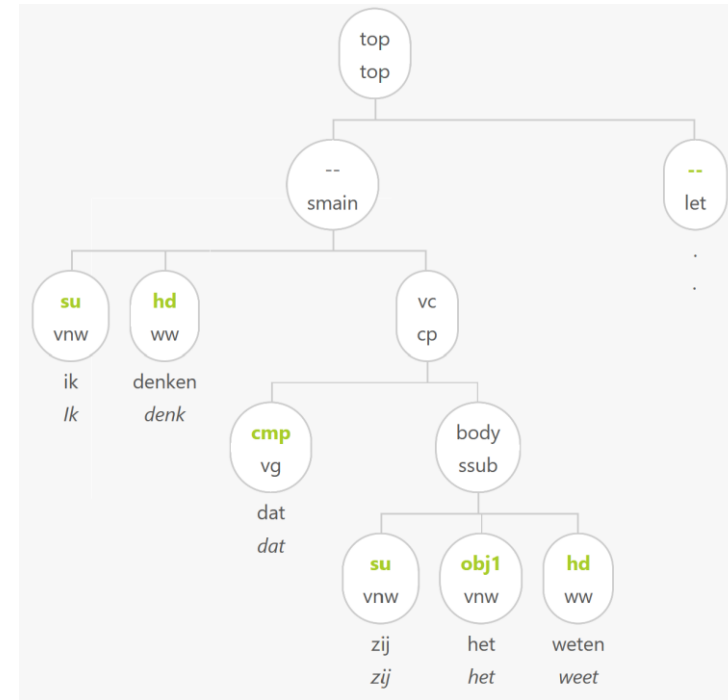 top
top
--
smain
--
let
.
.
su
vnw
ik
Ik
hd
ww
denken
denk
vc
cp
cmp
vg
dat
dat
body
ssub
su
vnw
zij
zij
obj1
vnw
het
het
hd
ww
weten
weet